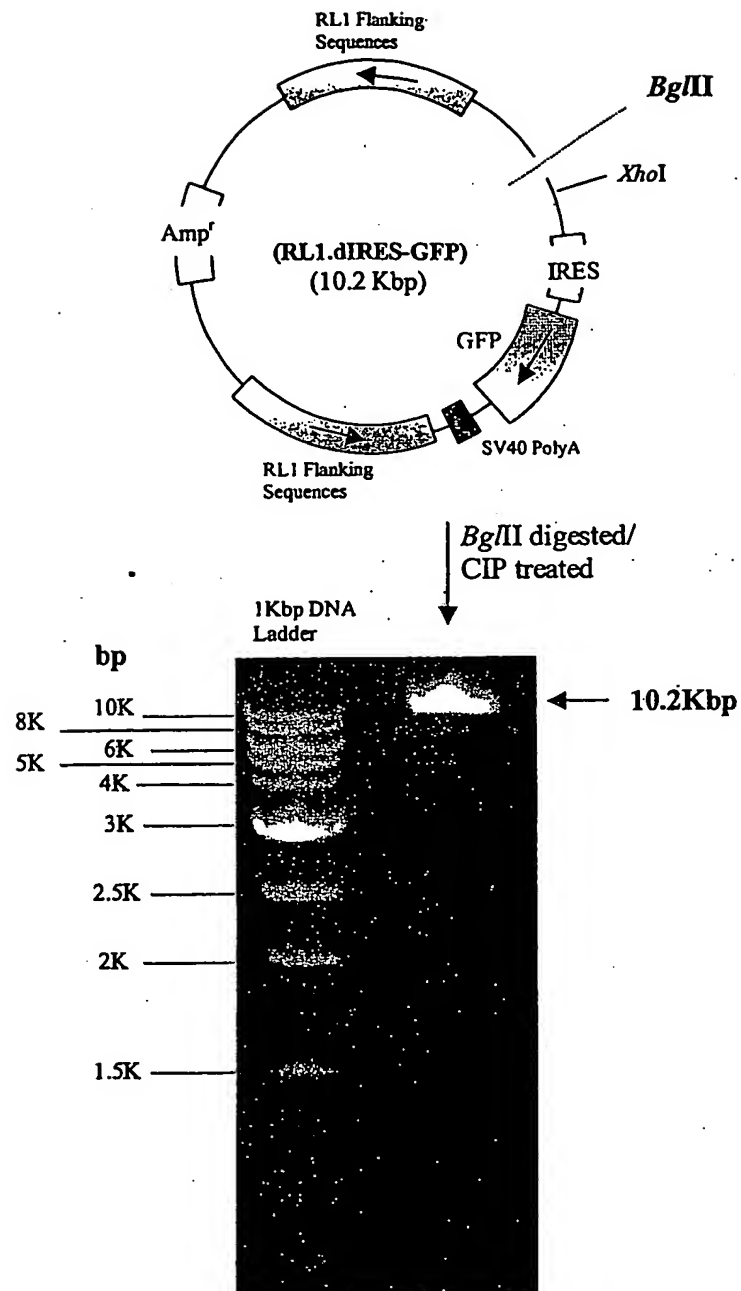 RL1 Flanking
Sequences
BglII
XhoI
Ampʳ
(RL1.dIRES-GFP)
(10.2 Kbp)
IRES
GFP
SV40 PolyA
RL1 Flanking
Sequences
BglII digested/
CIP treated
1Kbp DNA
Ladder
bp
10K
8K
6K
5K
4K
3K
2.5K
2K
1.5K
10.2Kbp